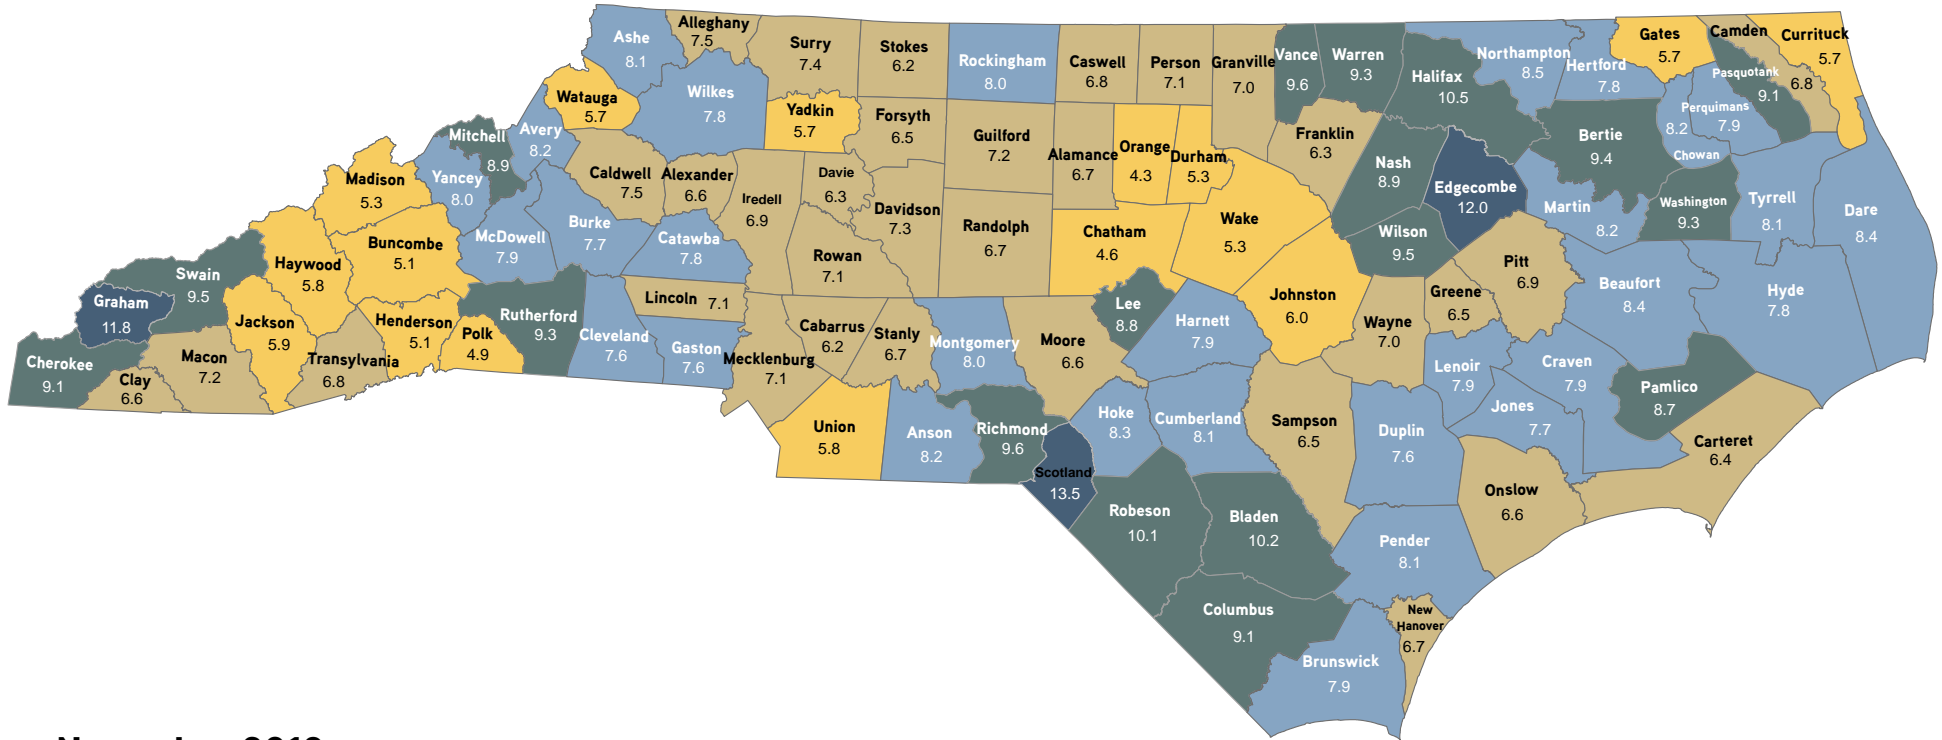 Alleghany
7.5
Ashe
8.1
Surry
7.4
Stokes
6.2
Rockingham
8.0
Caswell
6.8
Person
7.1
Granville
7.0
Vance
9.6
Warren
9.3
Halifax
10.5
Northampton
8.5
Hertford
7.8
Gates
5.7
Camden
6.8
Currituck
5.7
Pasquotank
9.1
Perquimans
7.9
8.2
Chowan
Watauga
5.7
Wilkes
7.8
Yadkin
5.7
Forsyth
6.5
Guilford
7.2
Alamance
6.7
Orange
4.3
Durham
5.3
Franklin
6.3
Nash
8.9
Edgecombe
12.0
Bertie
9.4
Martin
8.2
Washington
9.3
Tyrrell
8.1
Dare
8.4
Mitchell
8.9
Avery
8.2
Yancey
8.0
Caldwell
7.5
Alexander
6.6
Iredell
6.9
Davie
6.3
Davidson
7.3
Randolph
6.7
Chatham
4.6
Wake
5.3
Wilson
9.5
Madison
5.3
Buncombe
5.1
McDowell
7.9
Burke
7.7
Catawba
7.8
Rowan
7.1
Lee
8.8
Johnston
6.0
Greene
6.5
Pitt
6.9
Beaufort
8.4
Hyde
7.8
Swain
9.5
Haywood
5.8
Graham
11.8
Jackson
5.9
Henderson
5.1
Polk
4.9
Rutherford
9.3
Cleveland
7.6
Lincoln 7.1
Gaston
7.6
Mecklenburg
7.1
Cabarrus
6.2
Stanly
6.7
Montgomery
8.0
Moore
6.6
Harnett
7.9
Wayne
7.0
Lenoir
7.9
Craven
7.9
Jones
7.7
Pamlico
8.7
Carteret
6.4
Cherokee
9.1
Clay
6.6
Macon
7.2
Transylvania
6.8
Union
5.8
Anson
8.2
Richmond
9.6
Scotland
13.5
Hoke
8.3
Cumberland
8.1
Sampson
6.5
Duplin
7.6
Onslow
6.6
Robeson
10.1
Bladen
10.2
Pender
8.1
Columbus
9.1
New
Hanover
6.7
Brunswick
7.9